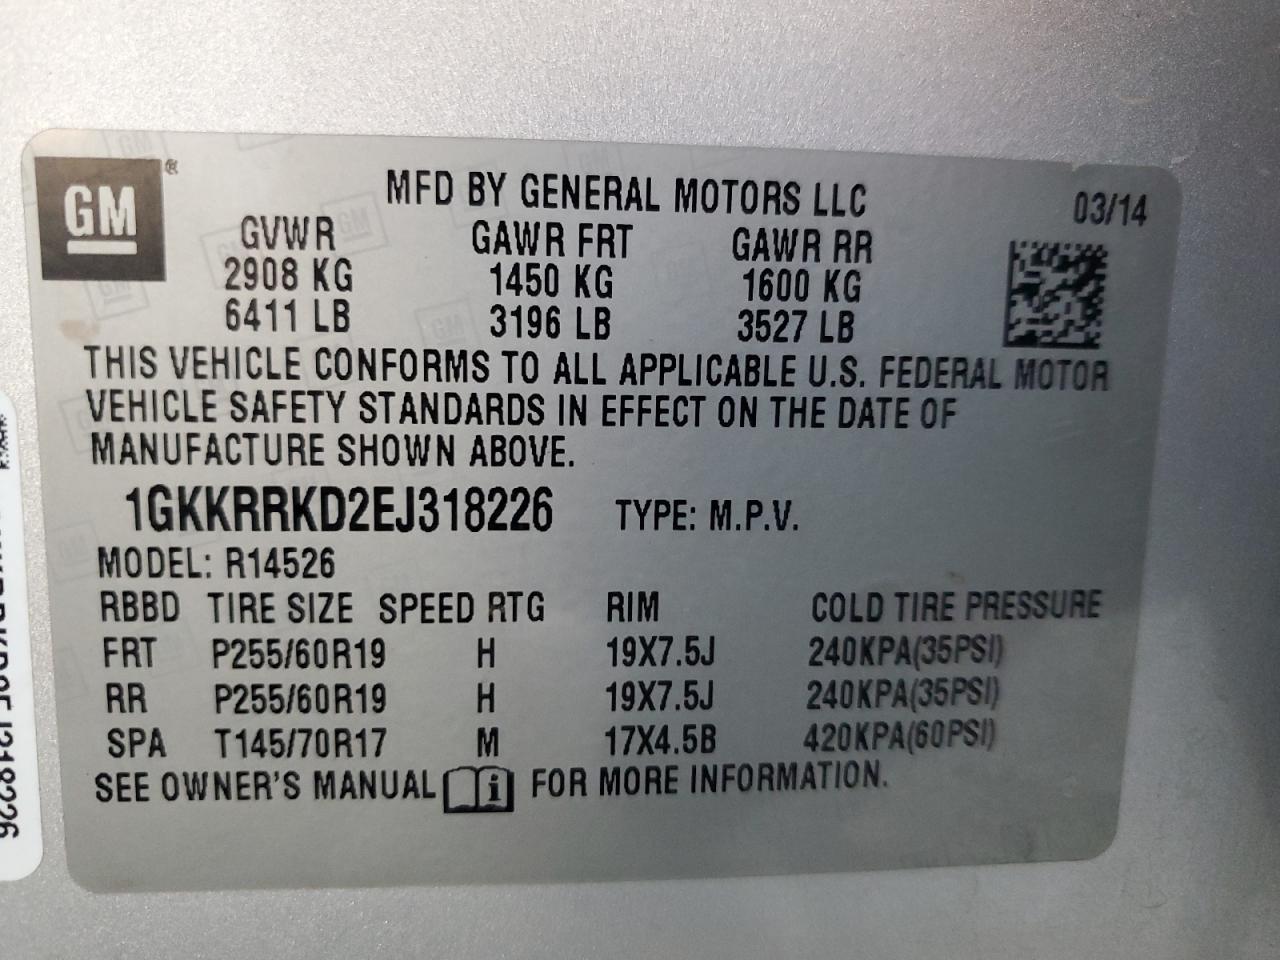 GM ®
MFD BY GENERAL MOTORS LLC 03/14
GVWR GAWR FRT GAWR RR
2908 KG 1450 KG 1600 KG
6411 LB 3196 LB 3527 LB
THIS VEHICLE CONFORMS TO ALL APPLICABLE U.S. FEDERAL MOTOR
VEHICLE SAFETY STANDARDS IN EFFECT ON THE DATE OF
MANUFACTURE SHOWN ABOVE.
1GKKRRKD2EJ318226 TYPE: M.P.V.
MODEL: R14526
RBBD TIRE SIZE SPEED RTG RIM COLD TIRE PRESSURE
FRT P255/60R19 H 19X7.5J 240KPA(35PSI)
RR P255/60R19 H 19X7.5J 240KPA(35PSI)
SPA T145/70R17 M 17X4.5B 420KPA(60PSI)
SEE OWNER'S MANUAL i FOR MORE INFORMATION.